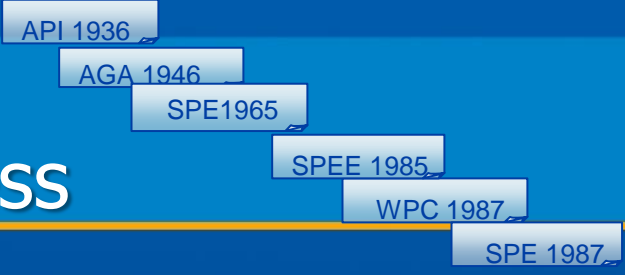 API 1936
AGA 1946
SPE1965
SPEE 1985
ss
WPC 1987
SPE 1987